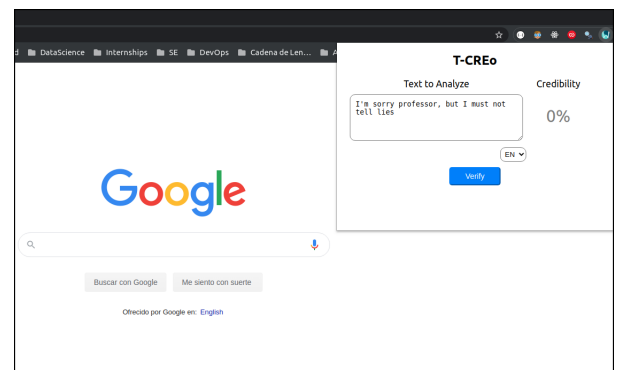 d DataScience Internships SE DevOps Cadena de Len... A
T-CREo
Text to Analyze Credibility
I'm sorry professor, but I must not
tell lies
0%
EN
Verify
Google
Buscar con Google Me siento con suerte
Ofrecido por Google en: English